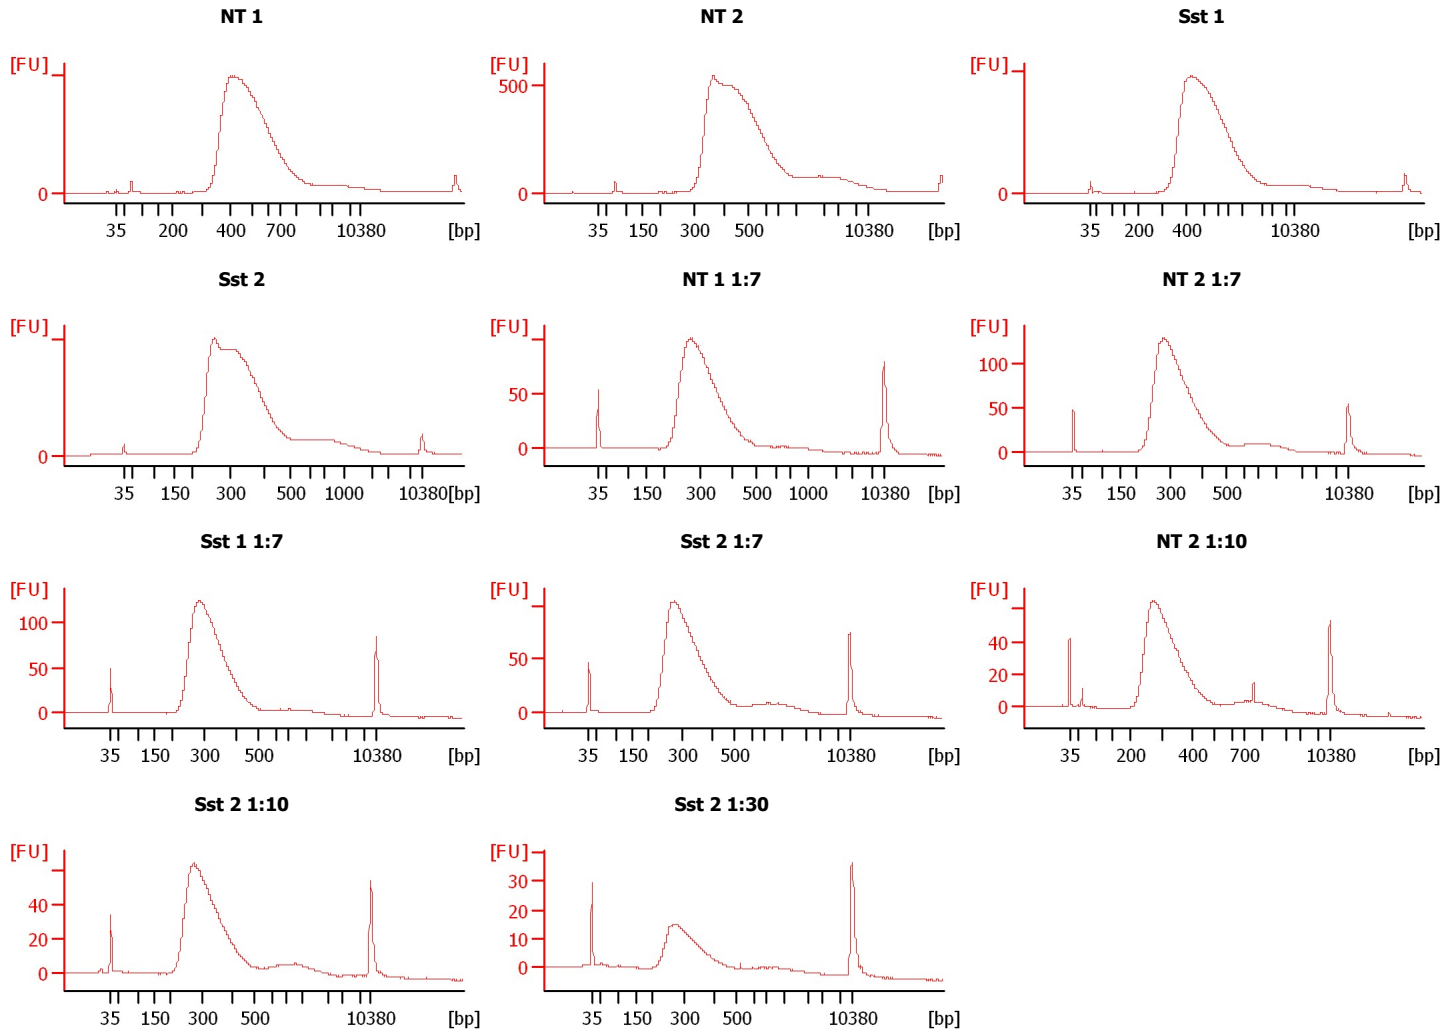 NT 1
[FU]
0
35 200 400 700 10380 [bp]
NT 2
[FU]
500
0
35 150 300 500 10380 [bp]
Sst 1
[FU]
0
35 200 400 10380 [bp]
Sst 2
[FU]
0
35 150 300 500 1000 10380 [bp]
NT 1 1:7
[FU]
50
0
35 150 300 500 1000 10380 [bp]
NT 2 1:7
[FU]
100
50
0
35 150 300 500 10380 [bp]
Sst 1 1:7
[FU]
100
50
0
35 150 300 500 10380 [bp]
Sst 2 1:7
[FU]
50
0
35 150 300 500 10380 [bp]
NT 2 1:10
[FU]
40
20
0
35 200 400 700 10380 [bp]
Sst 2 1:10
[FU]
40
20
0
35 150 300 500 10380 [bp]
Sst 2 1:30
[FU]
30
20
10
0
35 150 300 500 10380 [bp]